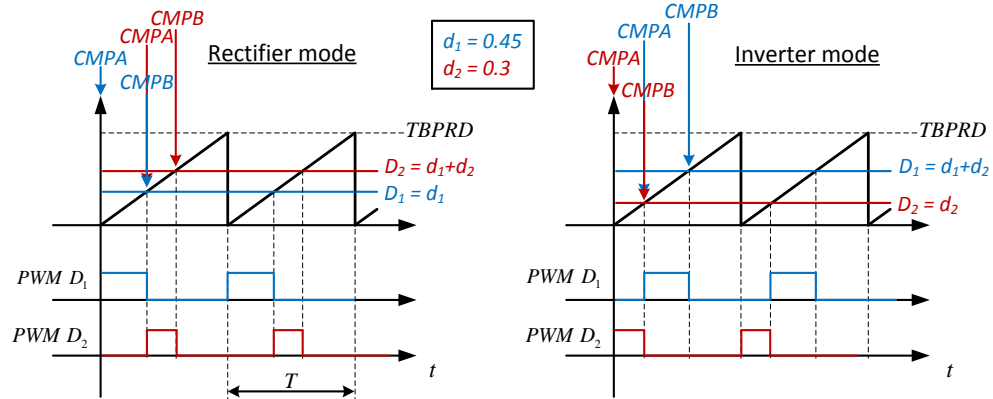 CMPB
CMPA
CMPA
CMPB
Rectifier mode
d1 = 0.45
d2 = 0.3
TBPRD
D2 = d1+d2
D1 = d1
PWM D1
PWM D2
T
t
CMPB
CMPA
CMPA
CMPB
Inverter mode
TBPRD
D1 = d1+d2
D2 = d2
PWM D1
PWM D2
t